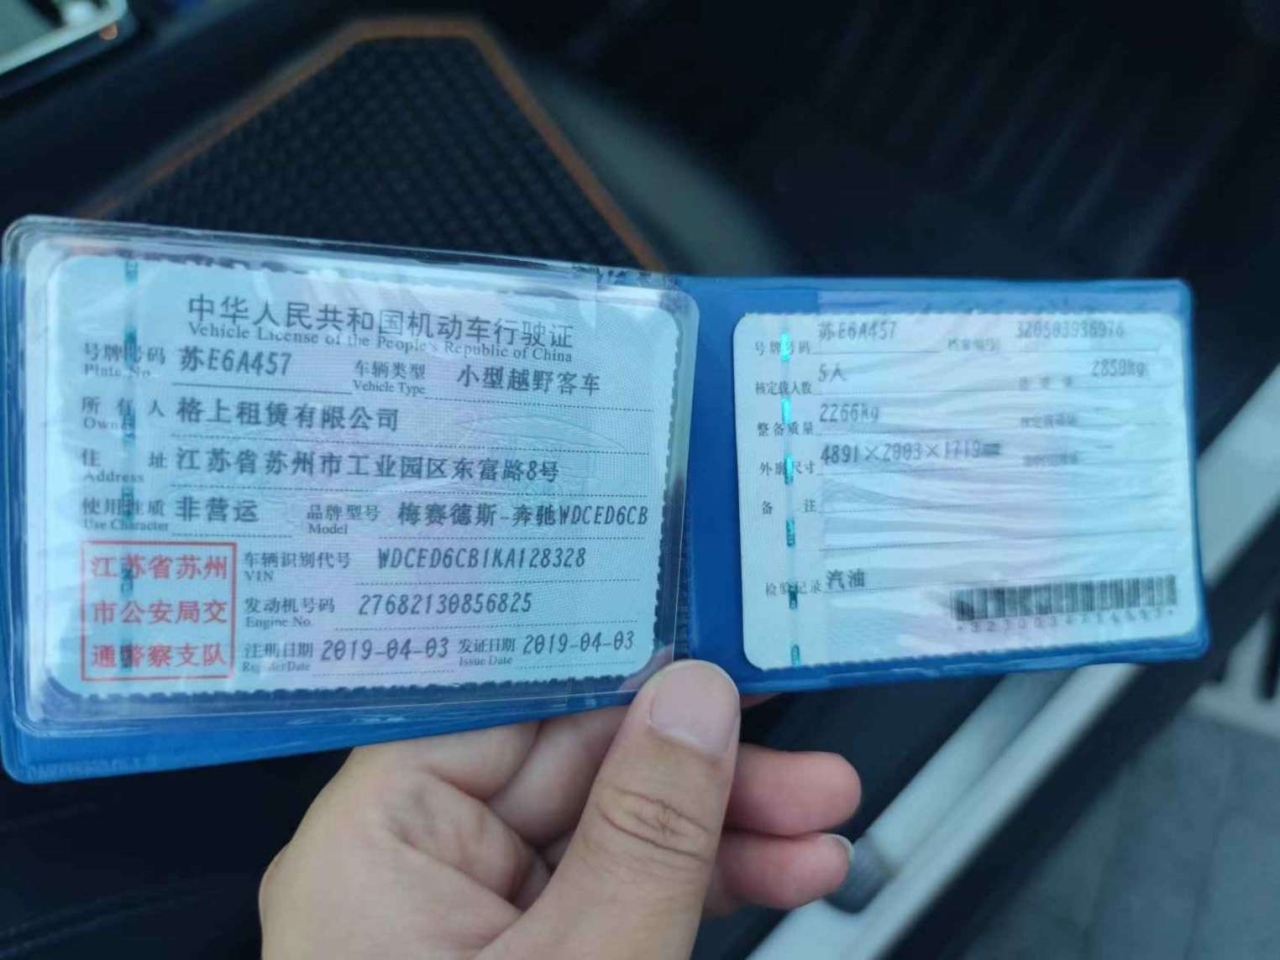 中华人民共和国机动车行驶证
Vehicle License of the People's Republic of China
号牌号码 苏E6A457 车辆类型 小型越野客车
Plate No. Vehicle Type
所有人 格上租赁有限公司
Owner
住址 江苏省苏州市工业园区东富路8号
Address
使用性质 非营运 品牌型号 梅赛德斯-奔驰WDCED6CB
Use Character Model
江苏省苏州
市公安局交
通警察支队
车辆识别代号 WDCED6CB1KA128328
VIN
发动机号码 27682130856825
Engine No.
注册日期 2019-04-03 发证日期 2019-04-03
Register Date Issue Date
号牌号码 苏E6A457 档案编号
核定载人数 5人 总质量 2850kg
整备质量 2266kg
外廓尺寸 4891×2003×1719mm
备注
检验记录 汽油